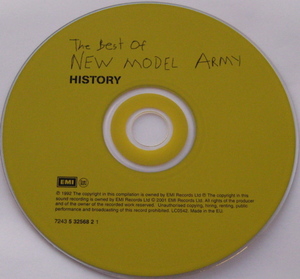 The Best Of
NEW MODEL ARMY
HISTORY
EMI
℗ 1992 The copyright in this compilation is owned by EMI Records Ltd ℗ The copyright in this
sound recording is owned by EMI Records Ltd © 2001 EMI Records Ltd. All rights of the producer
and of the owner of the recorded work reserved. Unauthorised copying, hiring, renting, public
performance and broadcasting of this record prohibited. LC0542. Made in the EU.
7243 5 32958 2 1